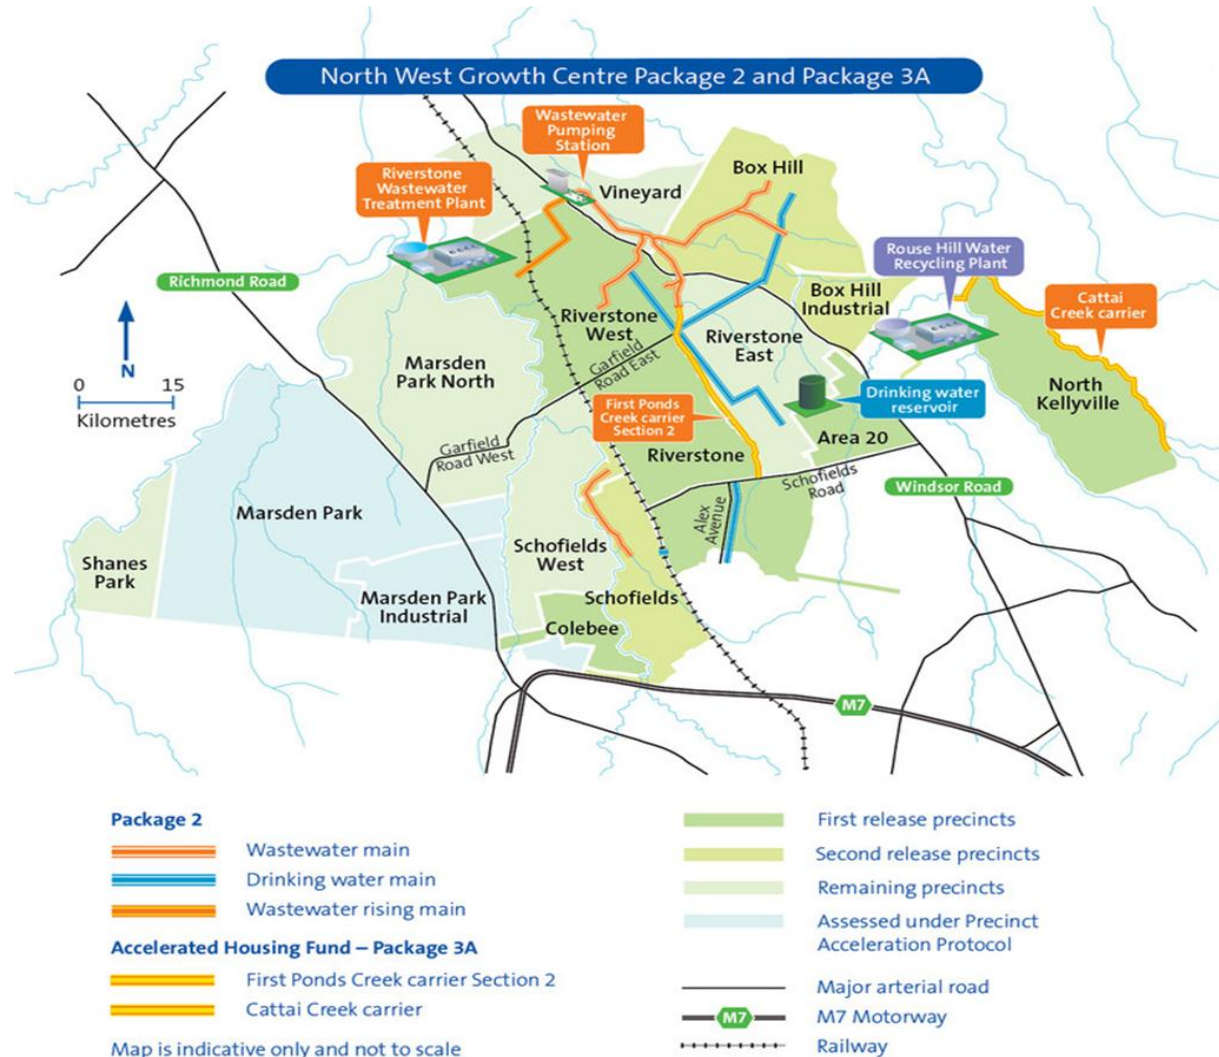 North West Growth Centre Package 2 and Package 3A
Wastewater
Pumping
Station
Box Hill
Riverstone
Wastewater
Treatment Plant
Vineyard
Rouse Hill Water
Recycling Plant
Richmond Road
Box Hill
Industrial
Cattai
Creek carrier
N
0 15
Kilometres
Riverstone
West
Riverstone
East
Marsden
Park North
Garfield
Road East
North
Kellyville
Drinking water
reservoir
First Ponds
Creek carrier
Section 2
Area 20
Garfield
Road West
Riverstone
Schofields
Road
Windsor Road
Marsden Park
Alex
Avenue
Shanes
Park
Schofields
West
Marsden Park
Industrial
Schofields
Colebee
M7
Package 2
Wastewater main
Drinking water main
Wastewater rising main
Accelerated Housing Fund – Package 3A
First Ponds Creek carrier Section 2
Cattai Creek carrier
Map is indicative only and not to scale
First release precincts
Second release precincts
Remaining precincts
Assessed under Precinct
Acceleration Protocol
Major arterial road
M7 M7 Motorway
Railway